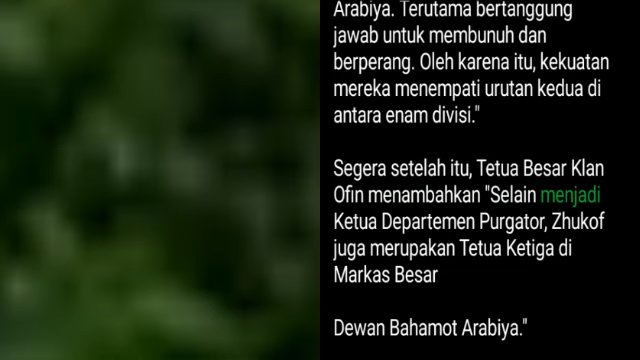 Arabiya. Terutama bertanggung
jawab untuk membunuh dan
berperang. Oleh karena itu, kekuatan
mereka menempati urutan kedua di
antara enam divisi."
Segera setelah itu, Tetua Besar Klan
Ofin menambahkan "Selain menjadi
Ketua Departemen Purgator, Zhukof
juga merupakan Tetua Ketiga di
Markas Besar
Dewan Bahamot Arabiya."